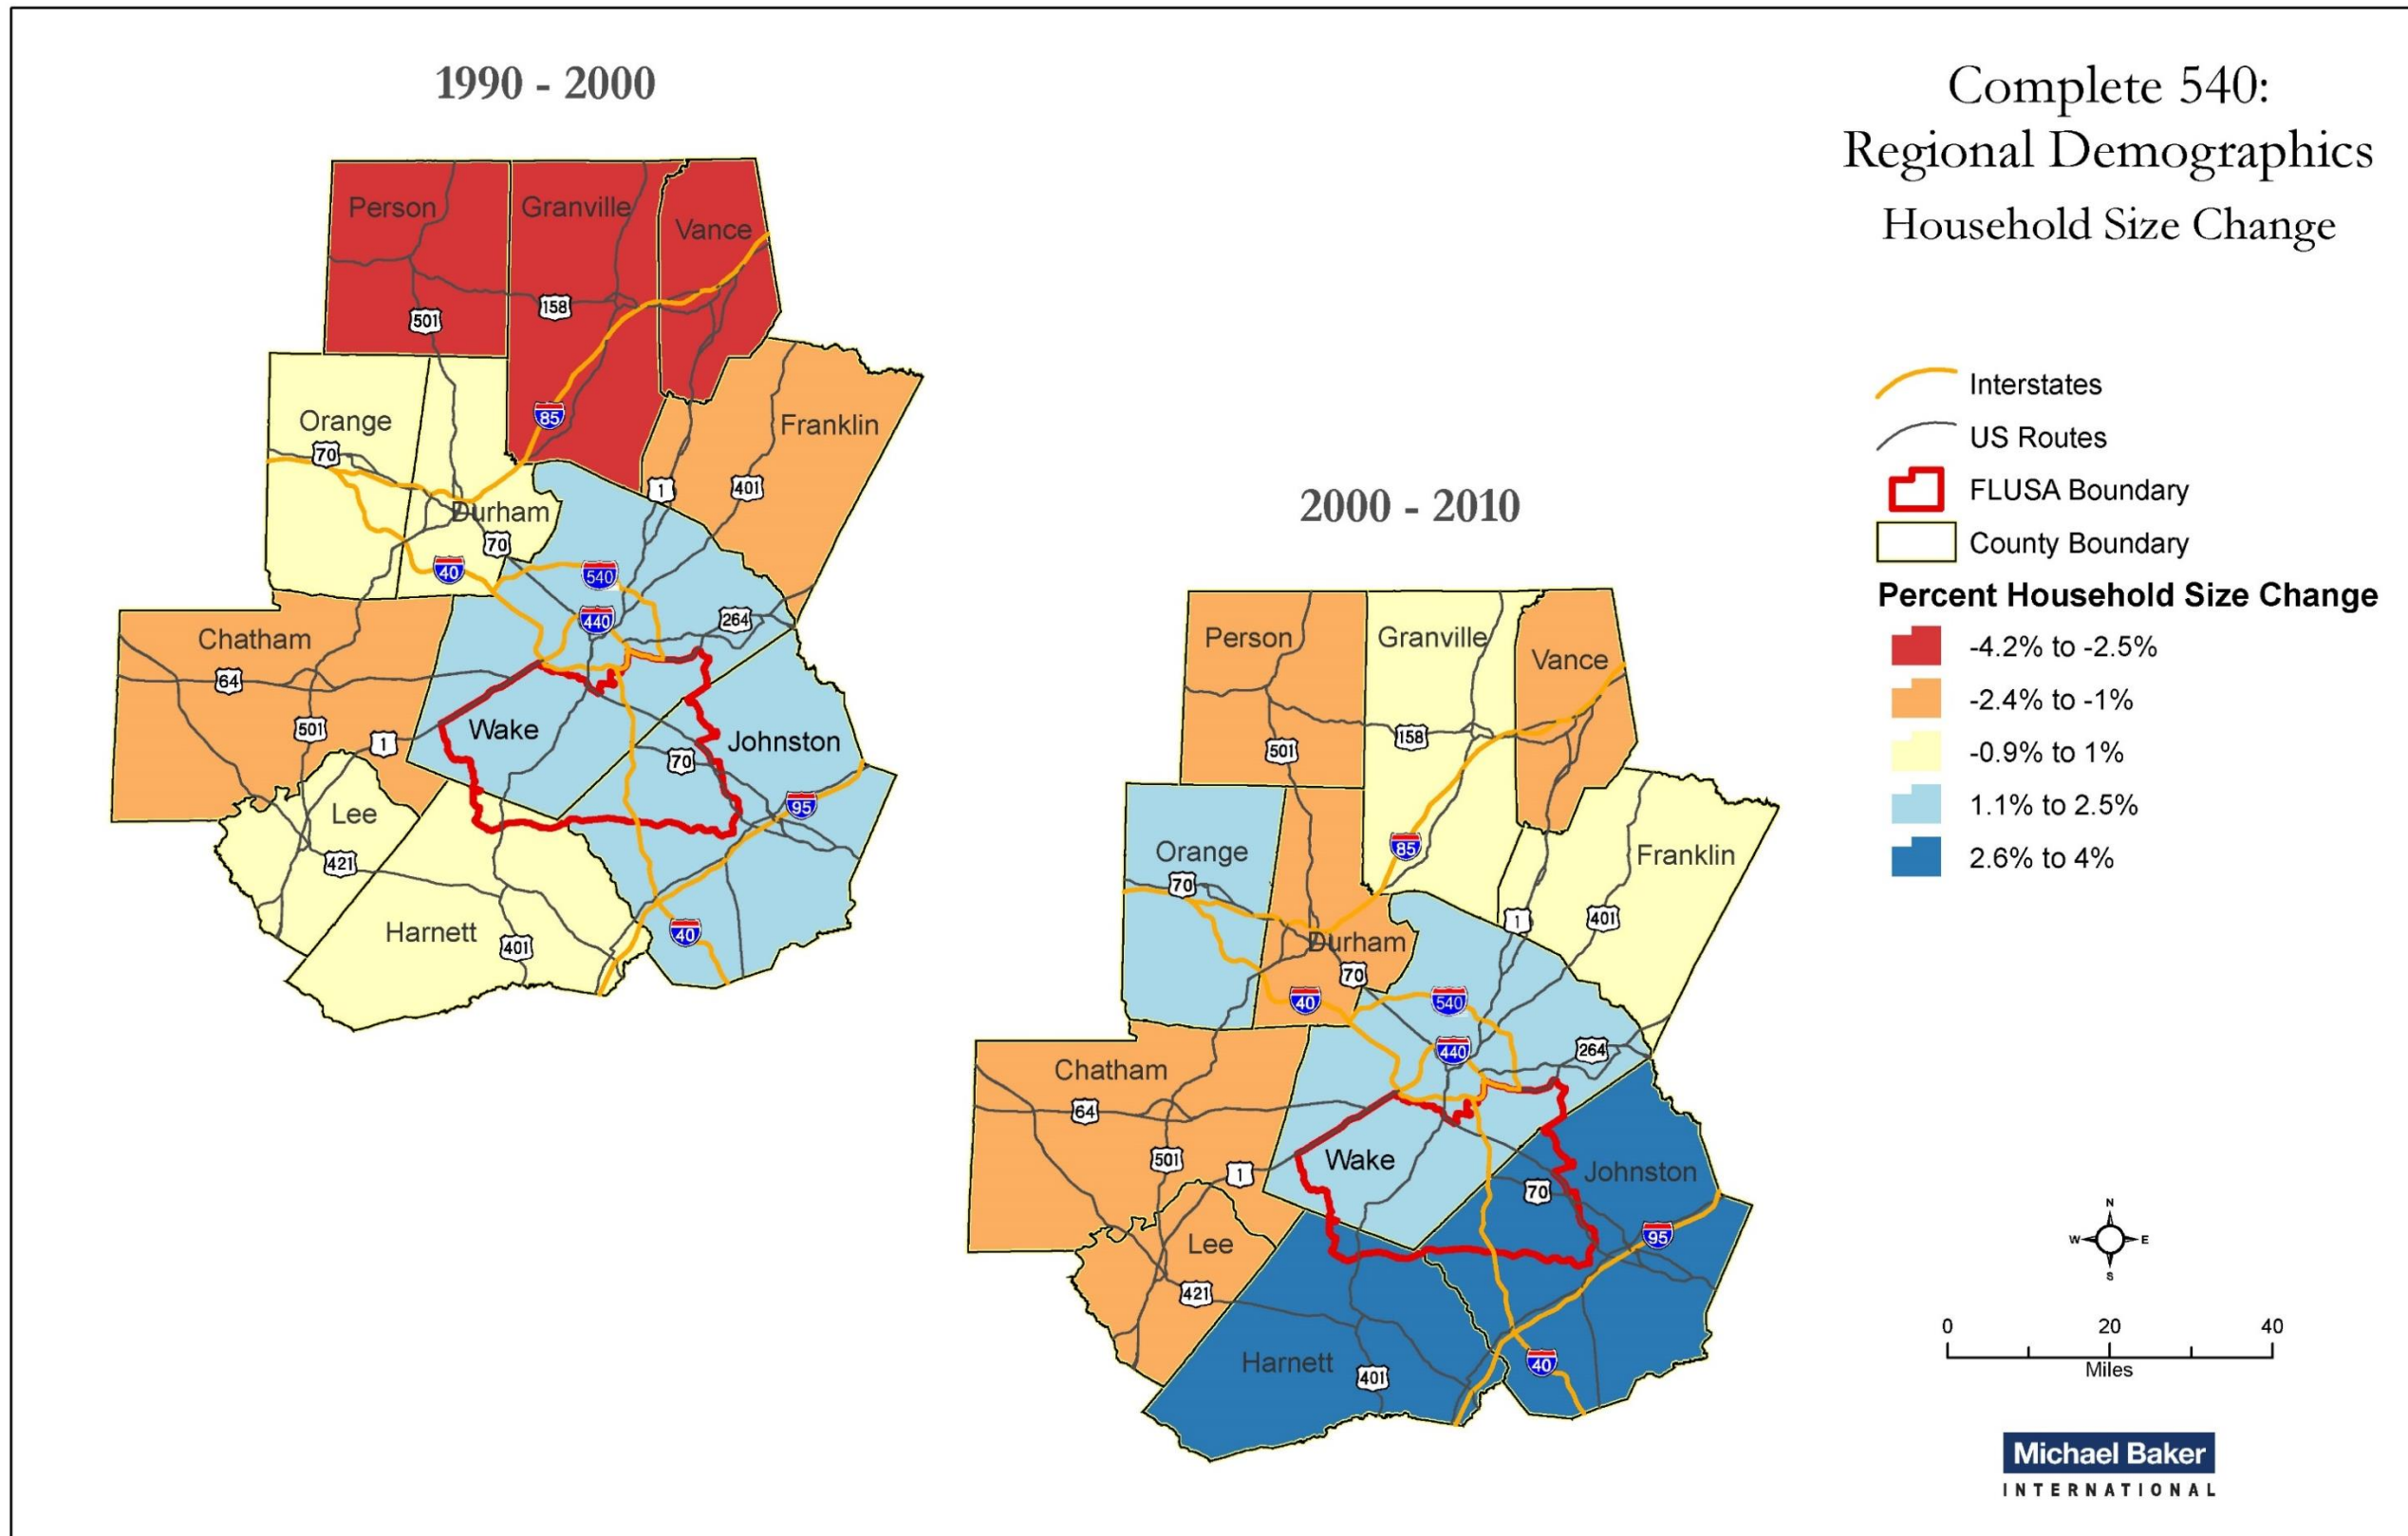 1990 - 2000
Person
Granville
Vance
158
501
85
Orange
70
Franklin
1
401
Durham
70
40
540
440
264
Chatham
64
501
1
Wake
Johnston
70
95
Lee
421
Harnett
401
40
2000 - 2010
Person
Granville
Vance
158
501
85
Orange
70
Franklin
1
401
Durham
70
40
540
440
264
Chatham
64
501
1
Wake
Johnston
70
95
Lee
421
Harnett
401
40
Complete 540:
Regional Demographics
Household Size Change
Interstates
US Routes
FLUSA Boundary
County Boundary
Percent Household Size Change
-4.2% to -2.5%
-2.4% to -1%
-0.9% to 1%
1.1% to 2.5%
2.6% to 4%
N
W E
S
0 20 40
Miles
Michael Baker
INTERNATIONAL